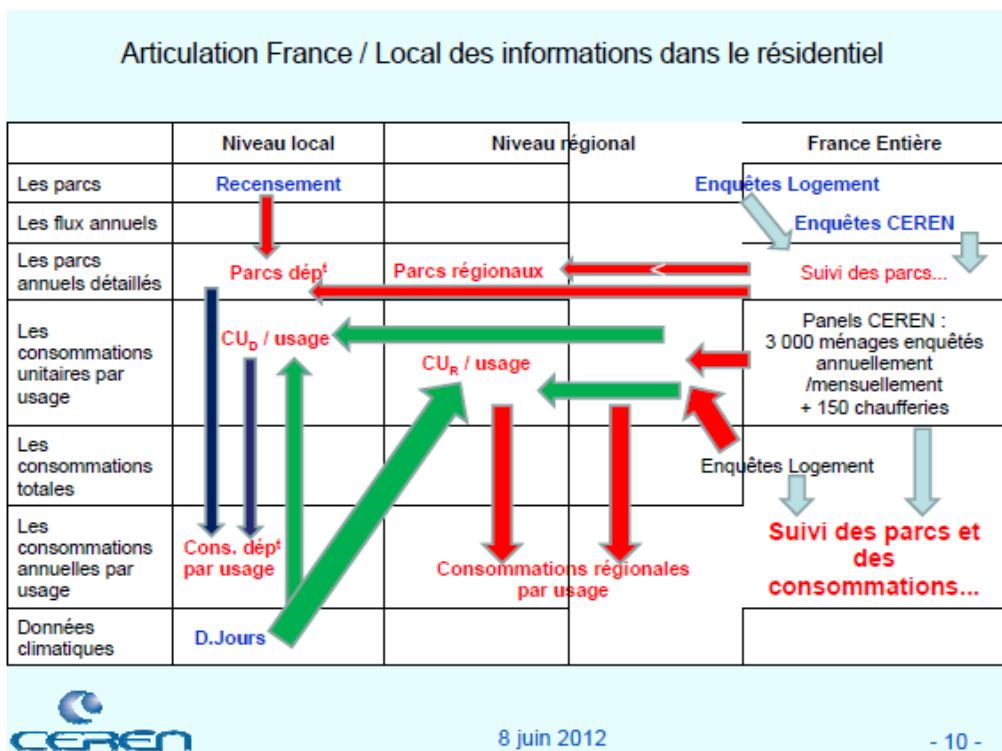 Articulation France / Local des informations dans le résidentiel
Niveau local
Niveau régional
France Entière
Les parcs
Recensement
Enquêtes Logement
Les flux annuels
Enquêtes CEREN
Les parcs
annuels détaillés
Parcs dépᵗ
Parcs régionaux
<
Suivi des parcs...
Les
consommations
unitaires par
usage
CU_D / usage
CU_R / usage
Panels CEREN :
3 000 ménages enquêtés
annuellement
/mensuellement
+ 150 chaufferies
Les
consommations
totales
Enquêtes Logement
Les
consommations
annuelles par
usage
Cons. dépᵗ
par usage
Consommations régionales
par usage
Suivi des parcs et
des
consommations...
Données
climatiques
D.Jours
CEREN
8 juin 2012
- 10 -